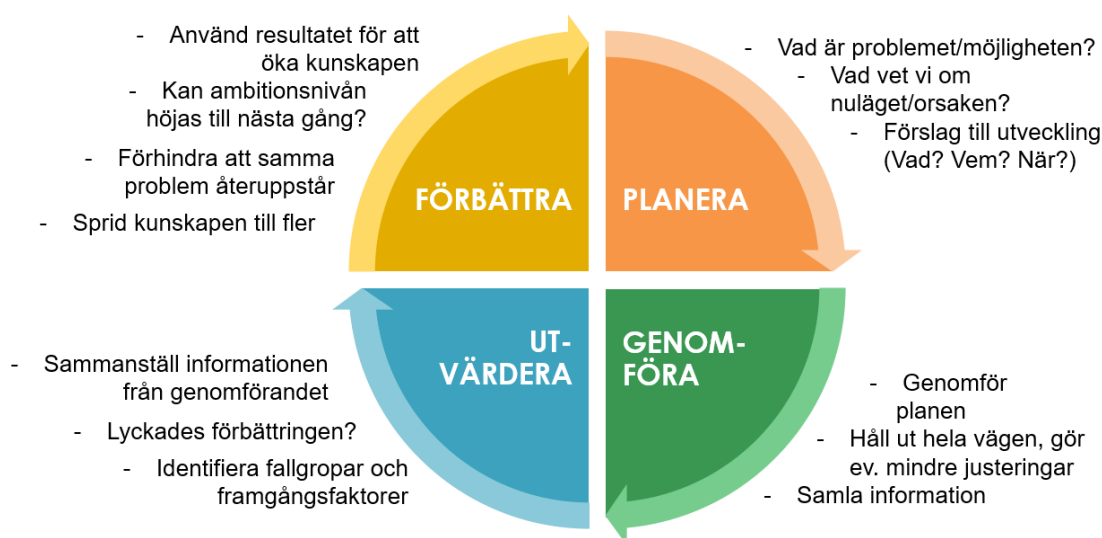 - Använd resultatet för att
öka kunskapen
- Kan ambitionsnivån
höjas till nästa gång?
- Förhindra att samma
problem återuppstår
- Sprid kunskapen till fler
FÖRBÄTTRA
PLANERA
- Vad är problemet/möjligheten?
- Vad vet vi om
nuläget/orsaken?
- Förslag till utveckling
(Vad? Vem? När?)
- Sammanställ informationen
från genomförandet
- Lyckades förbättringen?
- Identifiera fallgropar och
framgångsfaktorer
UT-
VÄRDERA
GENOM-
FÖRA
- Genomför
planen
- Håll ut hela vägen, gör
ev. mindre justeringar
- Samla information